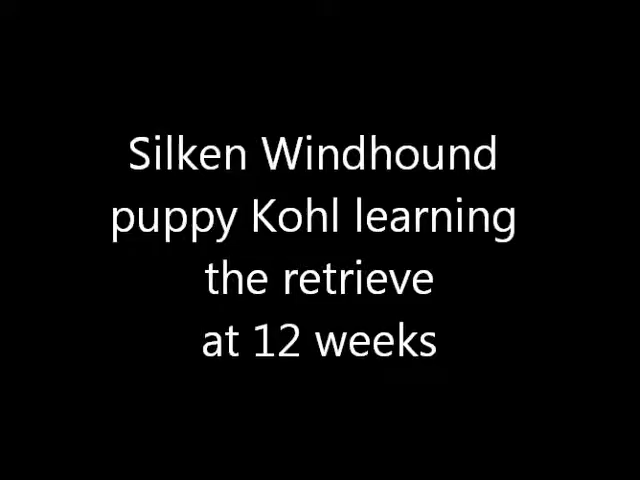 Silken Windhound
puppy Kohl learning
the retrieve
at 12 weeks